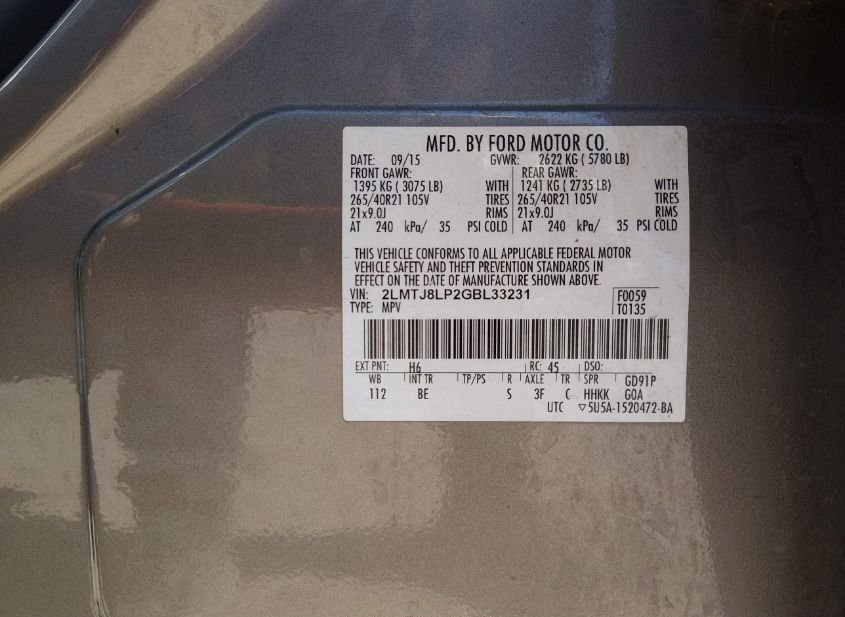 MFD. BY FORD MOTOR CO.
DATE: 09/15 GVWR: 2622 KG ( 5780 LB)
FRONT GAWR: REAR GAWR:
1395 KG ( 3075 LB) WITH 1241 KG ( 2735 LB) WITH
265/40R21 105V TIRES 265/40R21 105V TIRES
21x9.0J RIMS 21x9.0J RIMS
AT 240 kPa/ 35 PSI COLD AT 240 kPa/ 35 PSI COLD
THIS VEHICLE CONFORMS TO ALL APPLICABLE FEDERAL MOTOR
VEHICLE SAFETY AND THEFT PREVENTION STANDARDS IN
EFFECT ON THE DATE OF MANUFACTURE SHOWN ABOVE.
VIN: 2LMTJ8LP2GBL33231 F0059
TYPE: MPV T0135
EXT PNT: H6 RC: 45 DSO:
WB INT TR TP/PS R AXLE TR SPR GD91P
112 BE S 3F C HHKK GOA
UTC ▽5U5A-1520472-BA